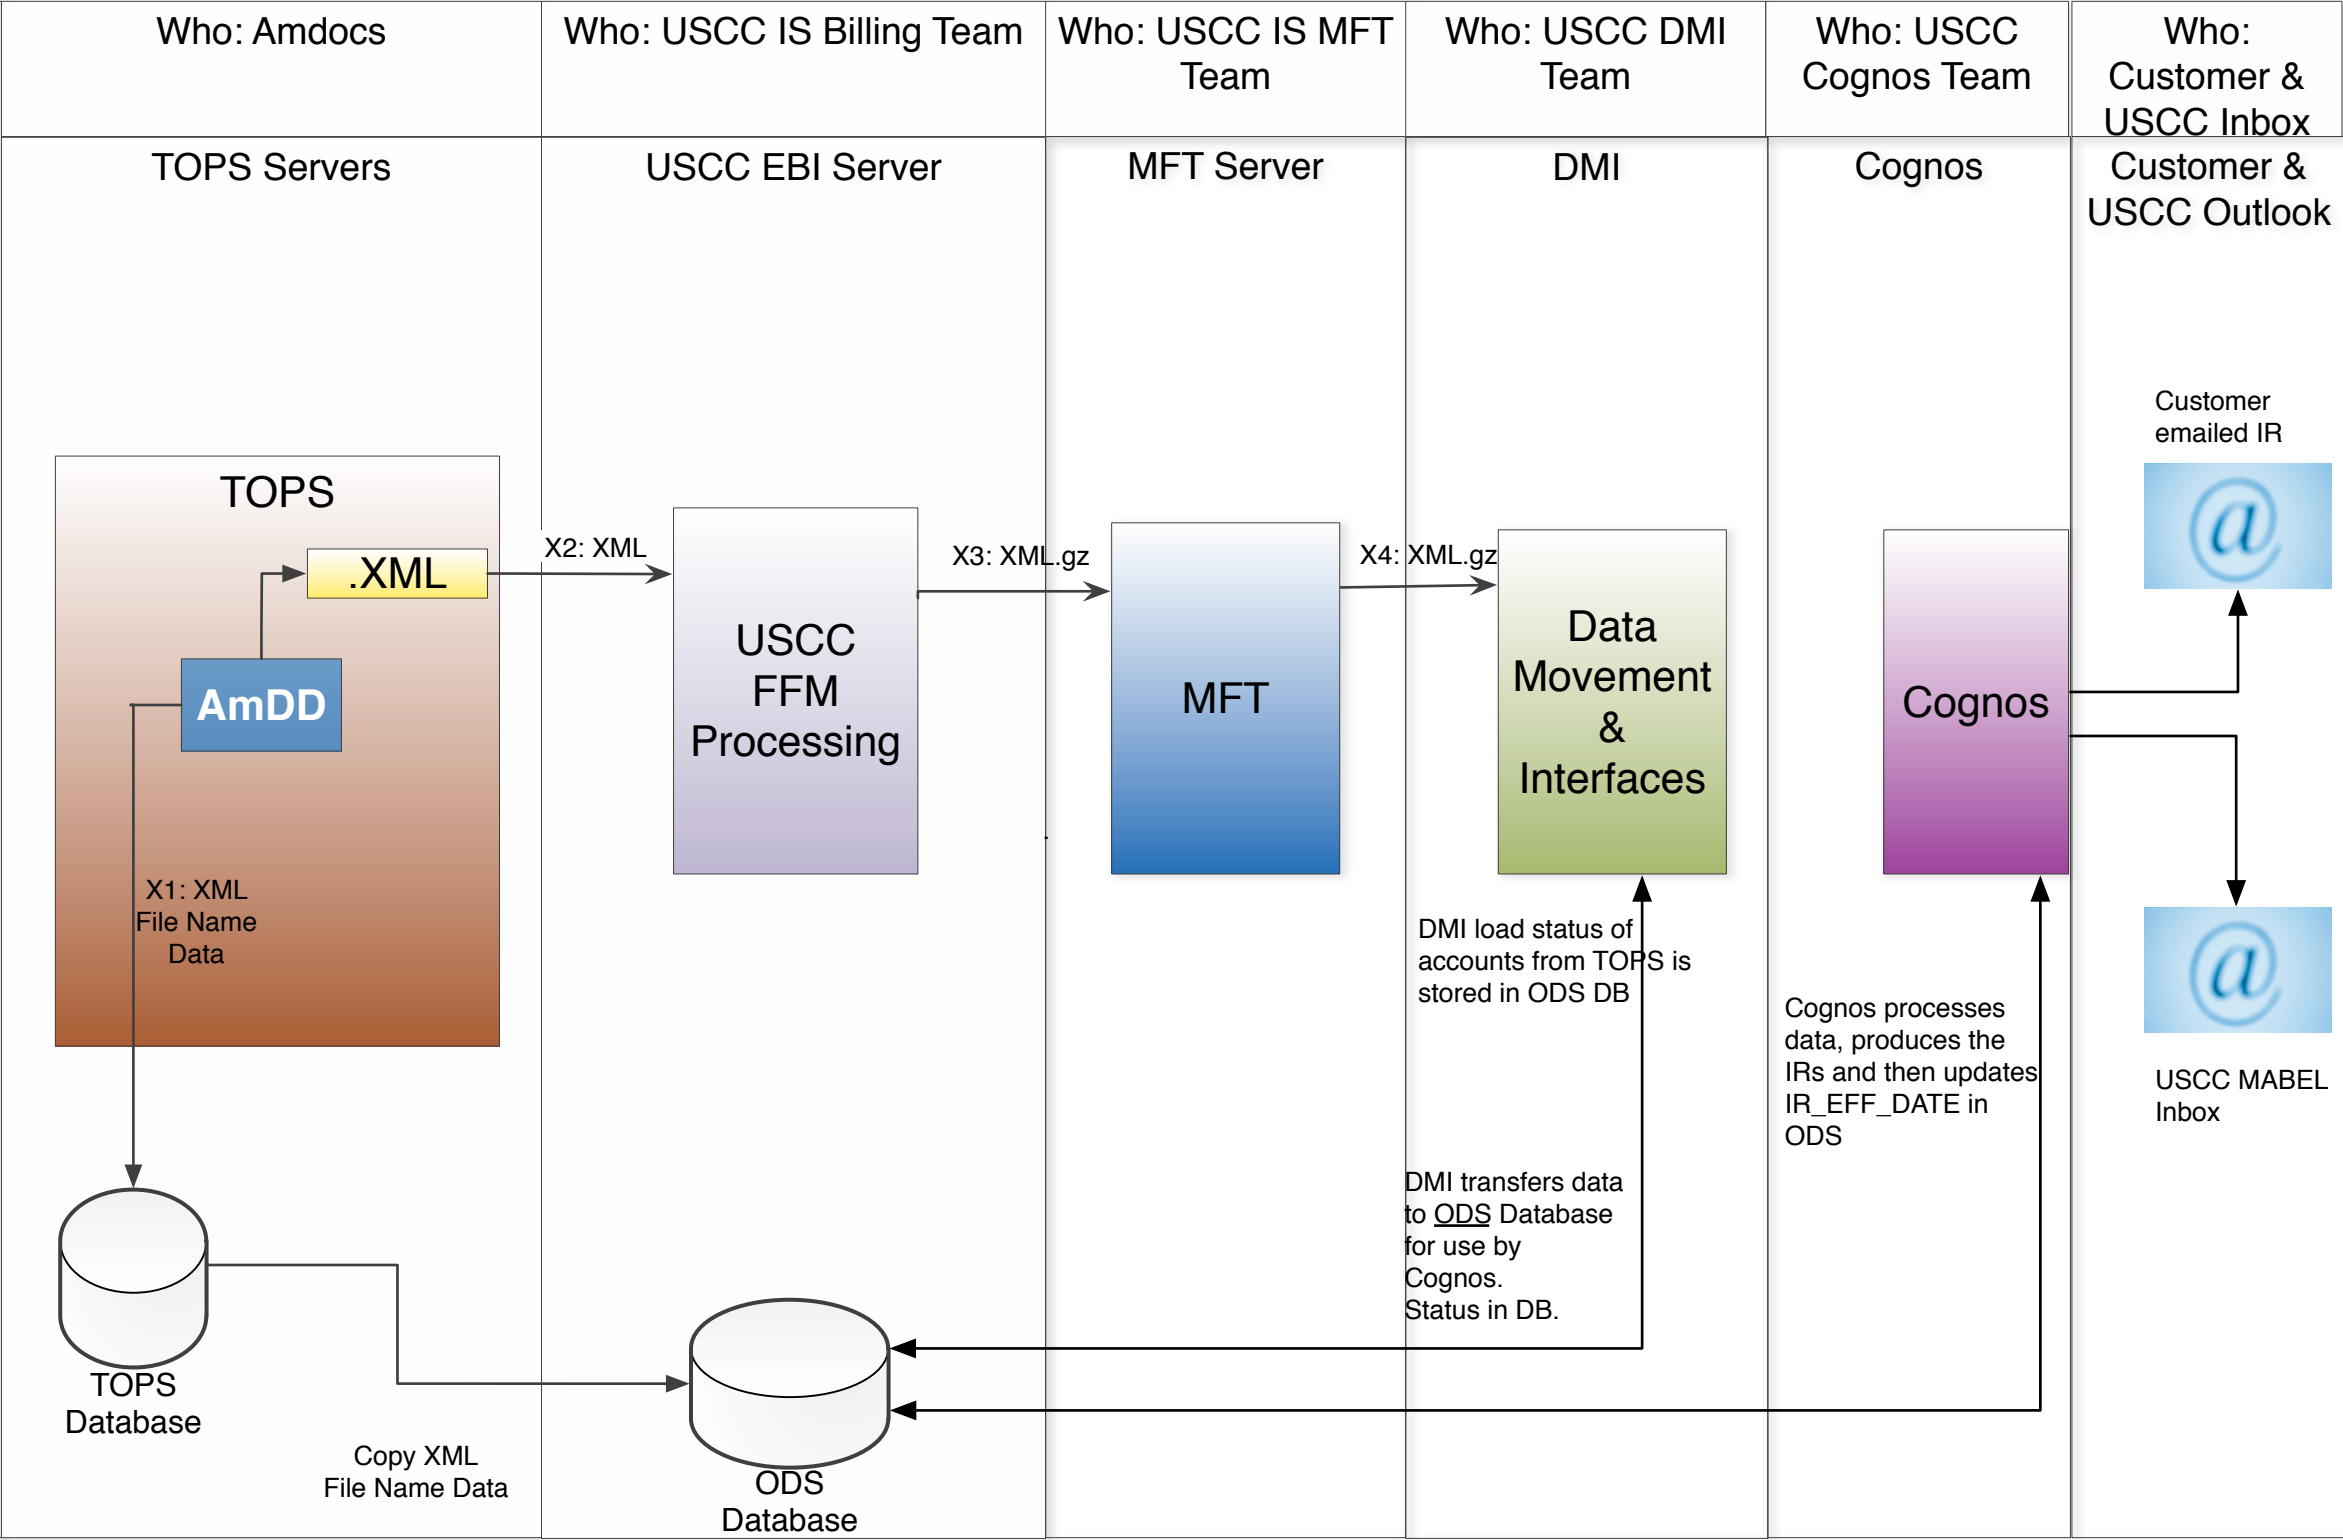 Who: Amdocs
Who: USCC IS Billing Team
Who: USCC IS MFT
Team
Who: USCC DMI
Team
Who: USCC
Cognos Team
Who:
Customer &
USCC Inbox
TOPS Servers
USCC EBI Server
MFT Server
DMI
Cognos
Customer &
USCC Outlook
TOPS
.XML
AmDD
X1: XML
File Name
Data
X2: XML
USCC
FFM
Processing
X3: XML.gz
MFT
X4: XML.gz
Data
Movement
&
Interfaces
Cognos
Customer
emailed IR
@
@
USCC MABEL
Inbox
DMI load status of
accounts from TOPS is
stored in ODS DB
Cognos processes
data, produces the
IRs and then updates
IR_EFF_DATE in
ODS
DMI transfers data
to ODS Database
for use by
Cognos.
Status in DB.
TOPS
Database
Copy XML
File Name Data
ODS
Database